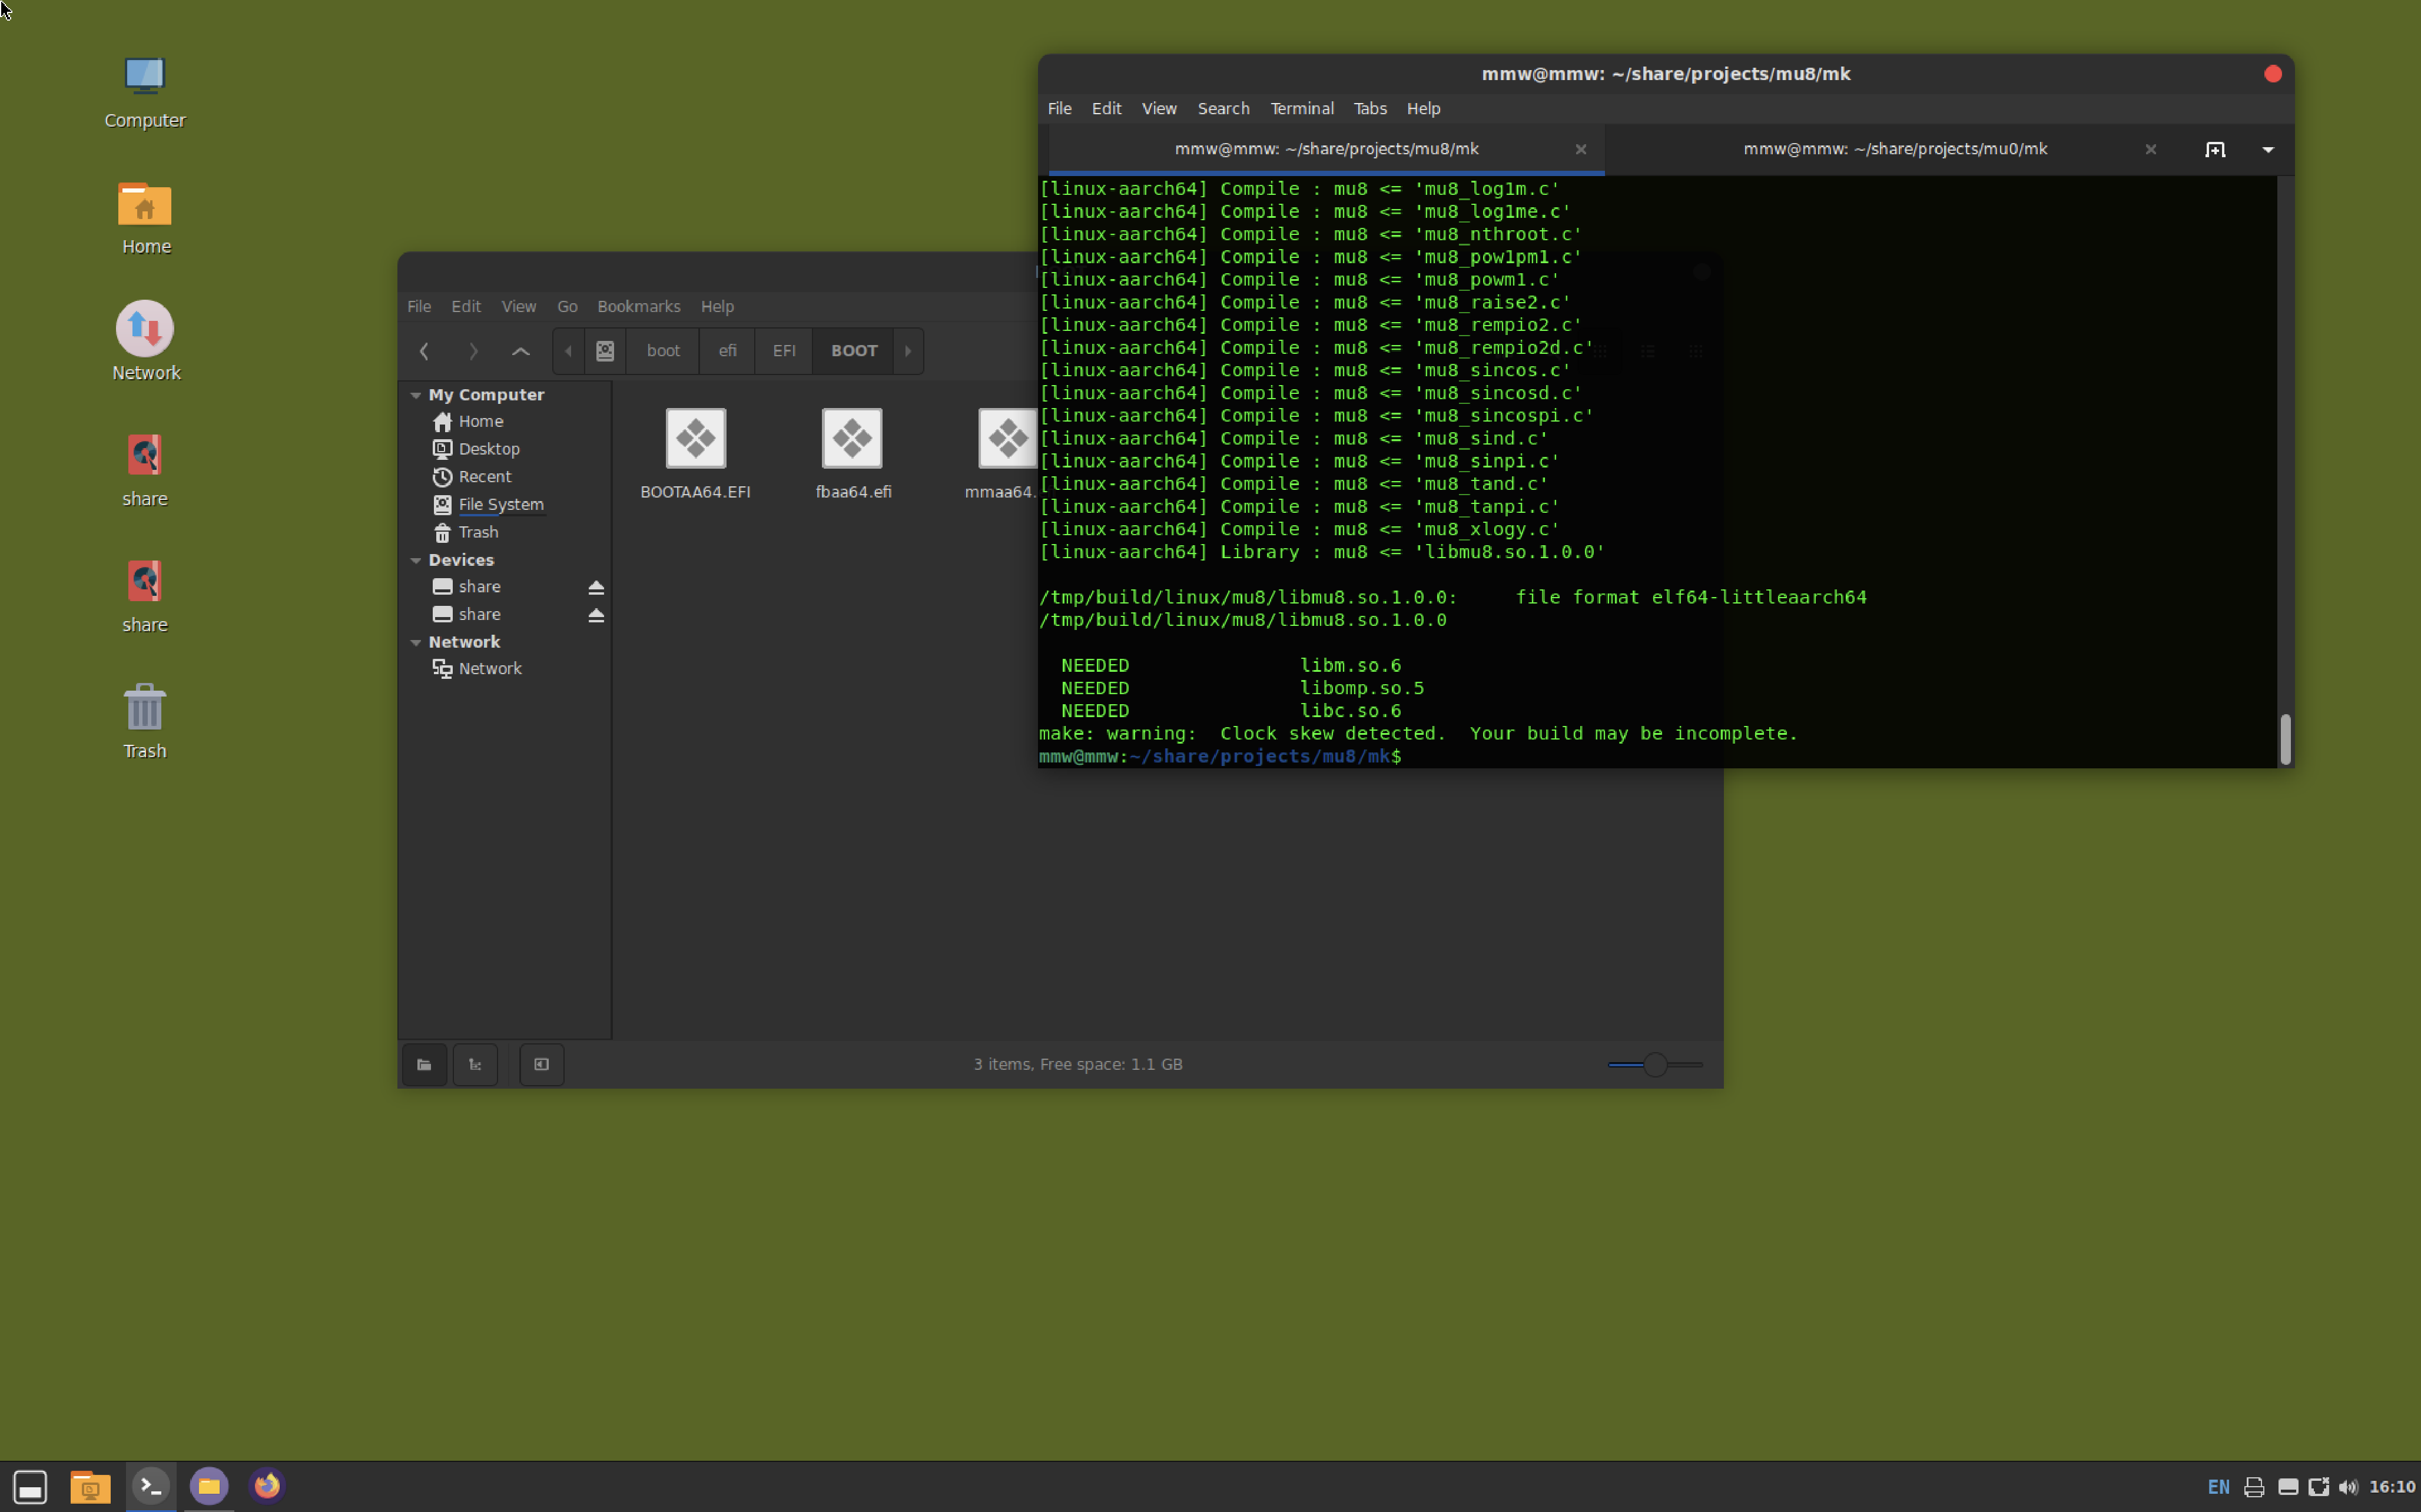 Computer
Home
Network
share
share
Trash
File Edit View Go Bookmarks Help
boot efi EFI BOOT
My Computer
Home
Desktop
Recent
File System
Trash
Devices
share
share
Network
Network
BOOTAA64.EFI fbaa64.efi mmaa64.
3 items, Free space: 1.1 GB
mmw@mmw: ~/share/projects/mu8/mk
File Edit View Search Terminal Tabs Help
mmw@mmw: ~/share/projects/mu8/mk mmw@mmw: ~/share/projects/mu0/mk
[linux-aarch64] Compile : mu8 <= 'mu8_log1m.c'
[linux-aarch64] Compile : mu8 <= 'mu8_log1me.c'
[linux-aarch64] Compile : mu8 <= 'mu8_nthroot.c'
[linux-aarch64] Compile : mu8 <= 'mu8_pow1pm1.c'
[linux-aarch64] Compile : mu8 <= 'mu8_powm1.c'
[linux-aarch64] Compile : mu8 <= 'mu8_raise2.c'
[linux-aarch64] Compile : mu8 <= 'mu8_rempio2.c'
[linux-aarch64] Compile : mu8 <= 'mu8_rempio2d.c'
[linux-aarch64] Compile : mu8 <= 'mu8_sincos.c'
[linux-aarch64] Compile : mu8 <= 'mu8_sincosd.c'
[linux-aarch64] Compile : mu8 <= 'mu8_sincospi.c'
[linux-aarch64] Compile : mu8 <= 'mu8_sind.c'
[linux-aarch64] Compile : mu8 <= 'mu8_sinpi.c'
[linux-aarch64] Compile : mu8 <= 'mu8_tand.c'
[linux-aarch64] Compile : mu8 <= 'mu8_tanpi.c'
[linux-aarch64] Compile : mu8 <= 'mu8_xlogy.c'
[linux-aarch64] Library : mu8 <= 'libmu8.so.1.0.0'
/tmp/build/linux/mu8/libmu8.so.1.0.0:     file format elf64-littleaarch64
/tmp/build/linux/mu8/libmu8.so.1.0.0
NEEDED               libm.so.6
NEEDED               libomp.so.5
NEEDED               libc.so.6
make: warning:  Clock skew detected.  Your build may be incomplete.
mmw@mmw:~/share/projects/mu8/mk$
EN 16:10